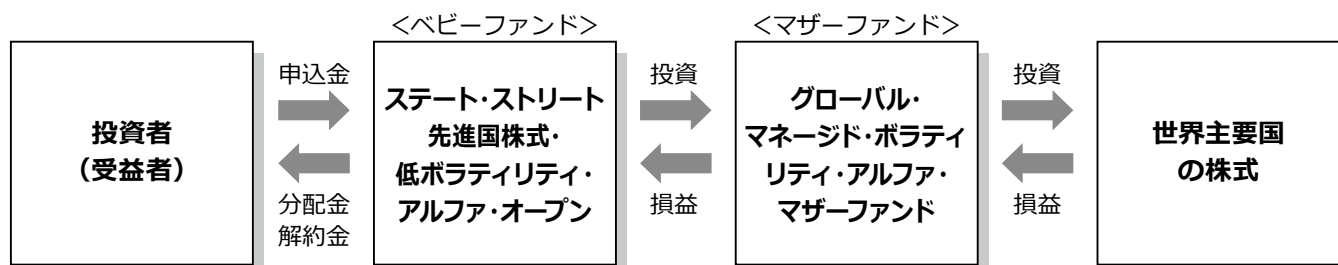 <ベビーファンド>
<マザーファンド>
投資者
(受益者)
申込金
分配金
解約金
ステート・ストリート
先進国株式・
低ボラティリティ・
アルファ・オープン
投資
損益
グローバル・
マネージド・ボラティ
リティ・アルファ・
マザーファンド
投資
損益
世界主要国
の株式